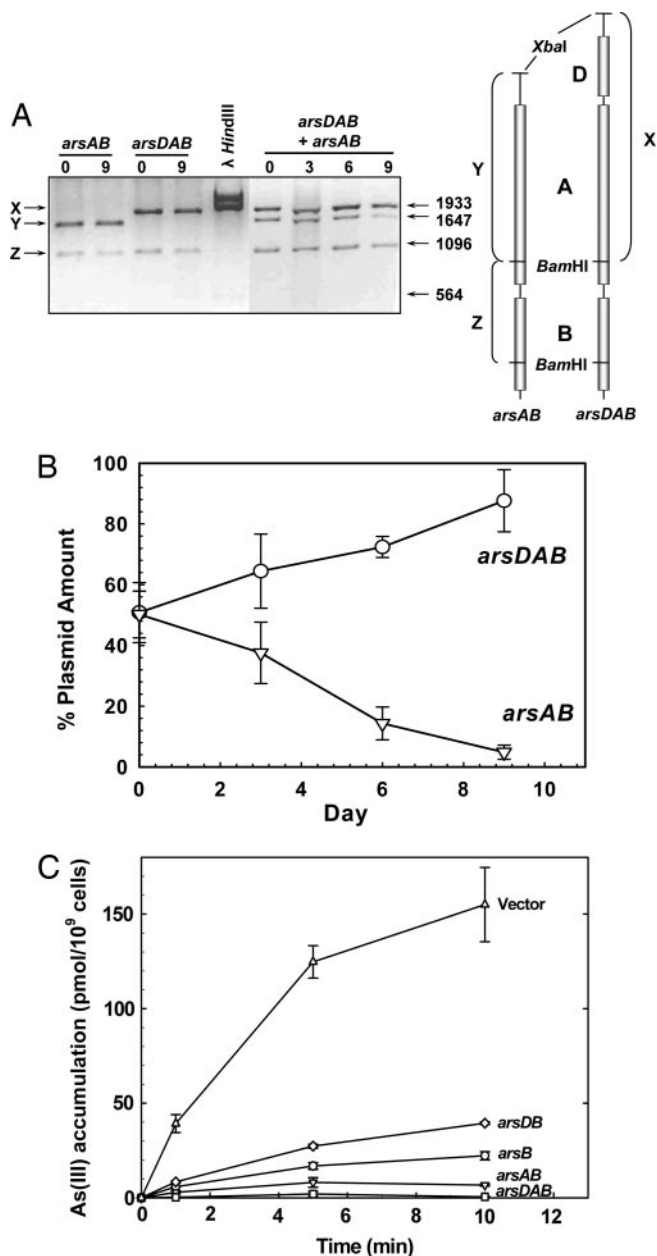 A
arsAB
arsDAB
λ HindIII
arsDAB
+ arsAB
0 9 0 9 0 3 6 9
X
Y
Z
1933
1647
1096
564
XbaI
D
Y
A
X
BamHI
Z
B
BamHI
arsAB
arsDAB
B
% Plasmid Amount
100
80
60
40
20
0
arsDAB
arsAB
0 2 4 6 8 10
Day
C
As(III) accumulation (pmol/10⁹ cells)
150
100
50
0
Vector
arsDB
arsB
arsAB
arsDAB
0 2 4 6 8 10 12
Time (min)